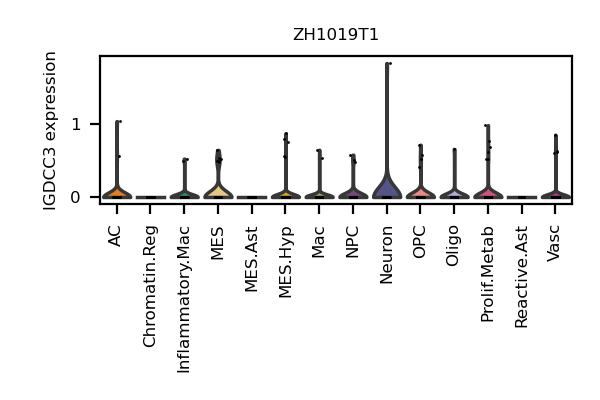 ZH1019T1
IGDCC3 expression
1
0
AC
Chromatin.Reg
Inflammatory.Mac
MES
MES.Ast
MES.Hyp
Mac
NPC
Neuron
OPC
Oligo
Prolif.Metab
Reactive.Ast
Vasc